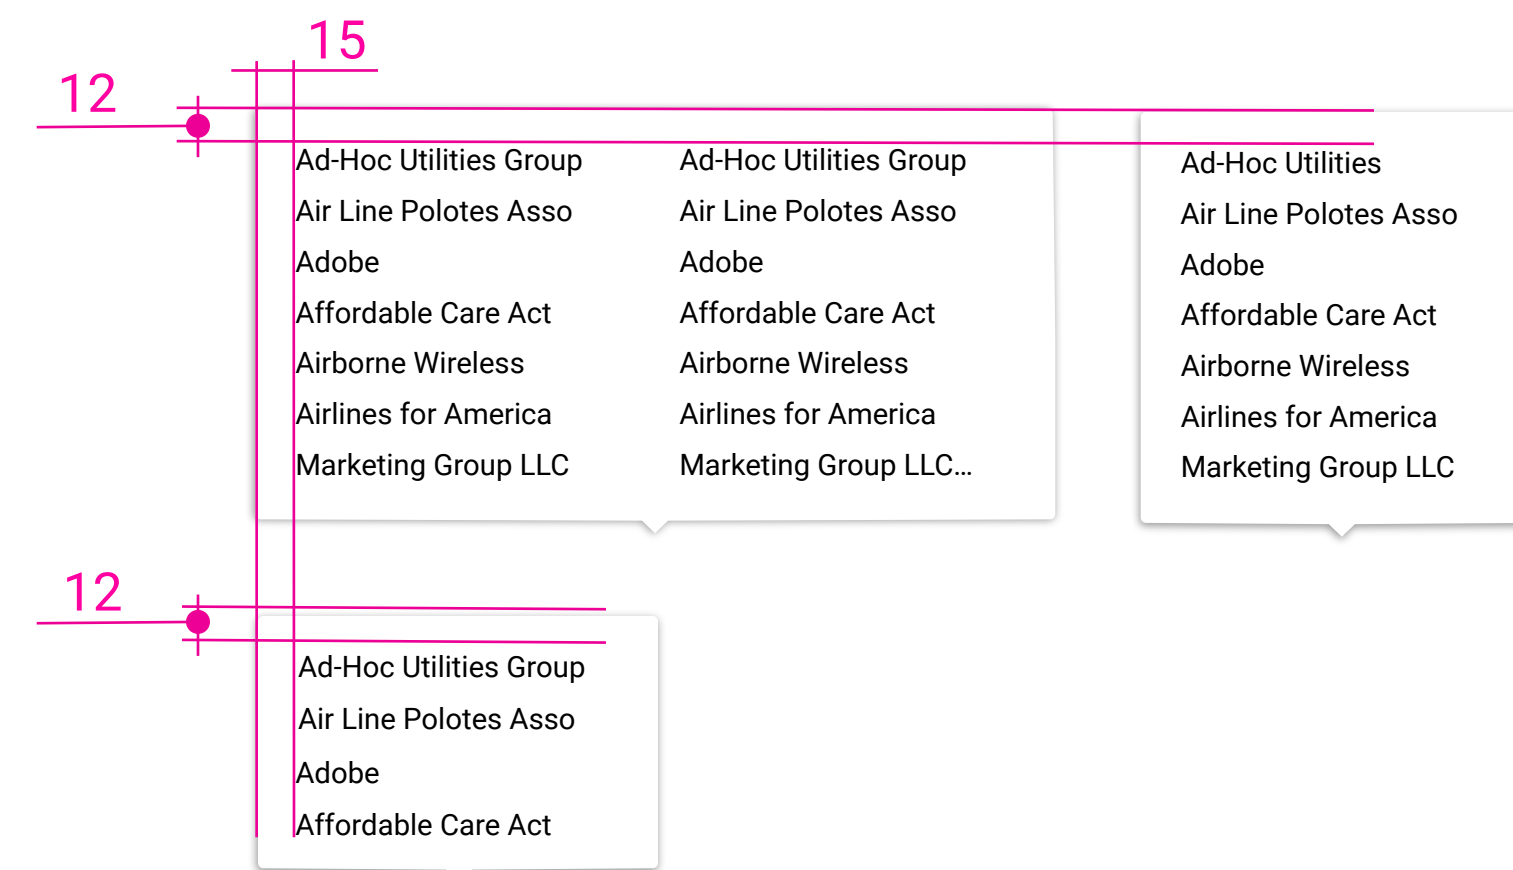 15
12
Ad-Hoc Utilities Group
Air Line Polotes Asso
Adobe
Affordable Care Act
Airborne Wireless
Airlines for America
Marketing Group LLC
Ad-Hoc Utilities Group
Air Line Polotes Asso
Adobe
Affordable Care Act
Airborne Wireless
Airlines for America
Marketing Group LLC...
Ad-Hoc Utilities
Air Line Polotes Asso
Adobe
Affordable Care Act
Airborne Wireless
Airlines for America
Marketing Group LLC
12
Ad-Hoc Utilities Group
Air Line Polotes Asso
Adobe
Affordable Care Act